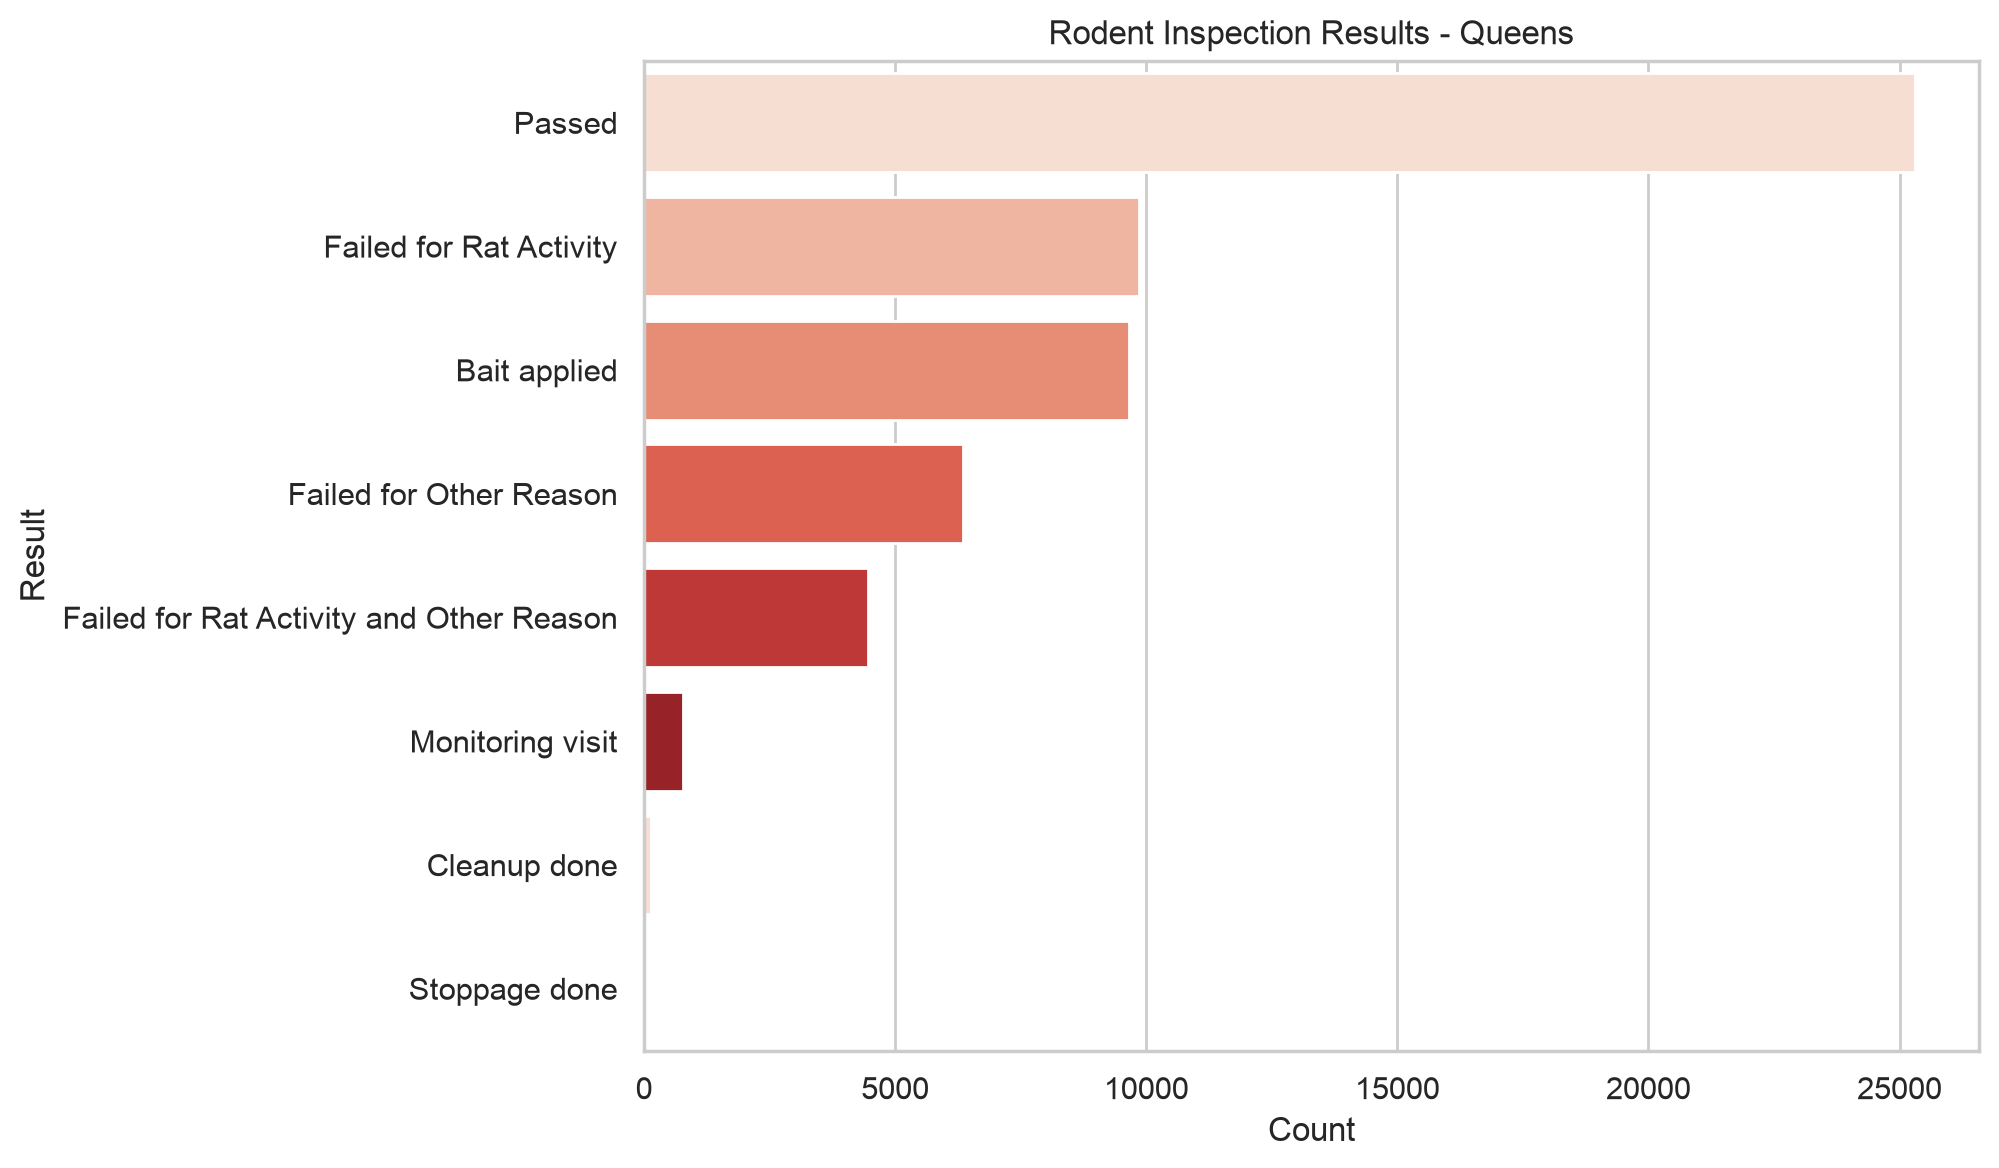 Rodent Inspection Results - Queens
Result
Passed
Failed for Rat Activity
Bait applied
Failed for Other Reason
Failed for Rat Activity and Other Reason
Monitoring visit
Cleanup done
Stoppage done
0 5000 10000 15000 20000 25000
Count